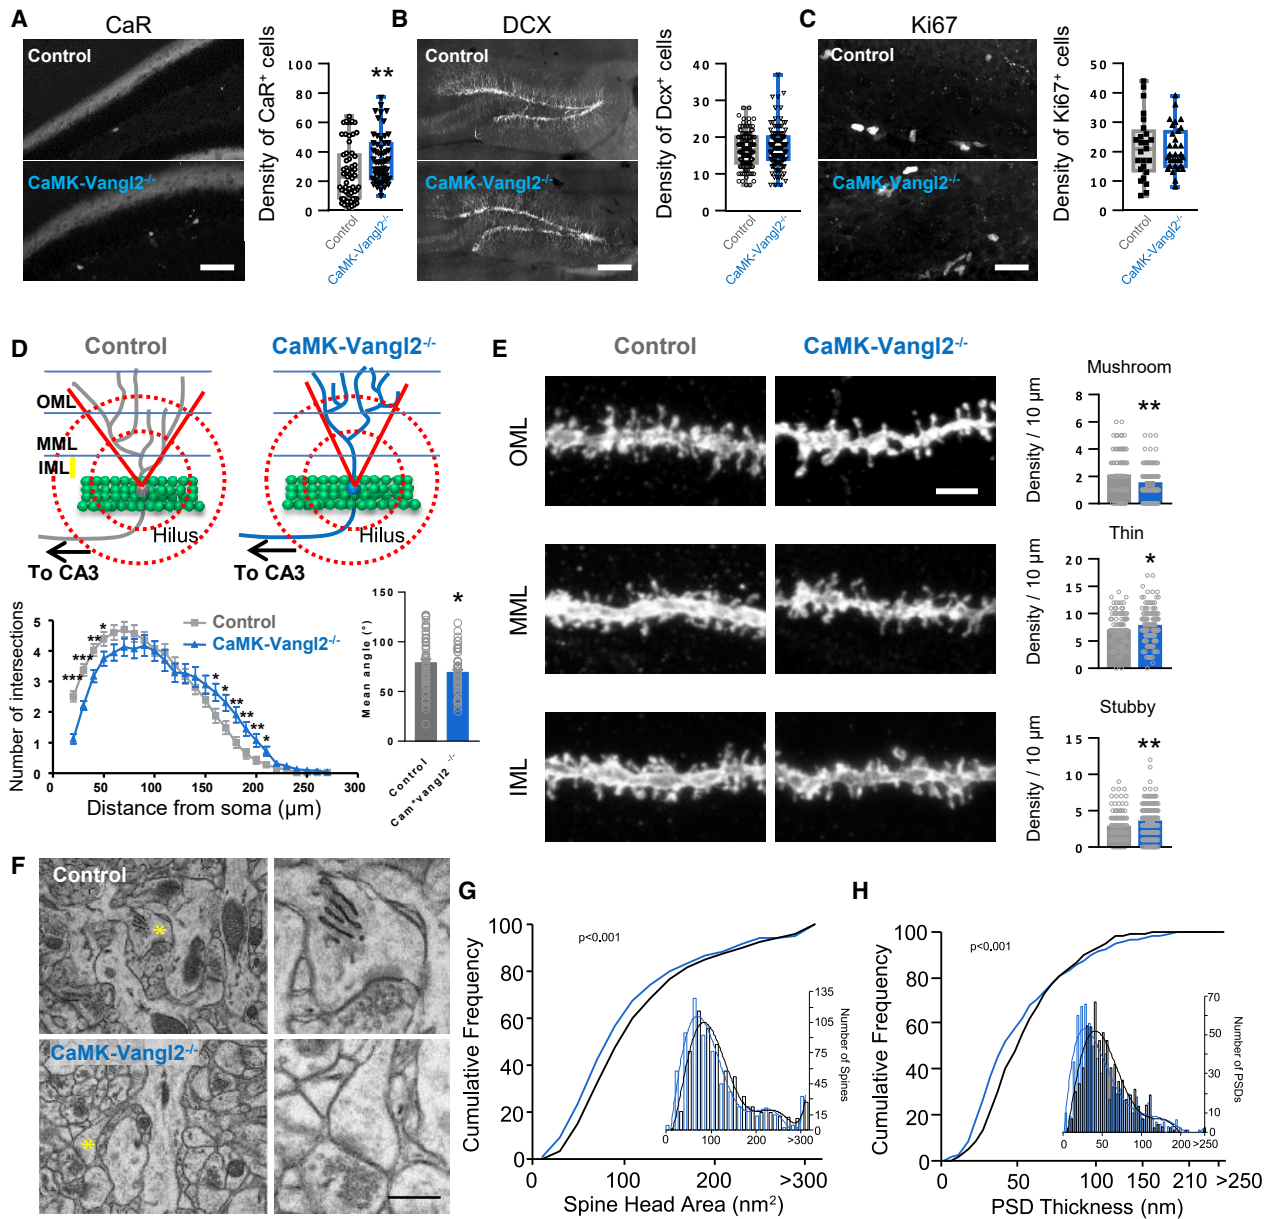 A
CaR
Control
CaMK-Vangl2-/-
Density of CaR+ cells
100
80
60
40
20
0
**
Control
CaMK-Vangl2-/-
B
DCX
Control
CaMK-Vangl2-/-
Density of Dcx+ cells
40
30
20
10
0
Control
CaMK-Vangl2-/-
C
Ki67
Control
CaMK-Vangl2-/-
Density of Ki67+ cells
50
40
30
20
10
0
Control
CaMK-Vangl2-/-
D
Control
CaMK-Vangl2-/-
OML
MML
IML
Hilus
To CA3
Hilus
To CA3
Number of intersections
5
4
3
2
1
0
***
***
**
*
Control
CaMK-Vangl2-/-
*
*
**
**
**
*
0
50
100
150
200
250
300
Distance from soma (µm)
Mean angle (°)
150
100
50
0
*
Control
Cam*vangl2 -/-
E
Control
CaMK-Vangl2-/-
OML
MML
IML
Mushroom
Density / 10 µm
8
6
4
2
0
**
Thin
Density / 10 µm
20
15
10
5
0
*
Stubby
Density / 10 µm
15
10
5
0
**
F
Control
*
CaMK-Vangl2-/-
*
G
Cumulative Frequency
100
80
60
40
20
0
p<0.001
0
100
200
>300
Spine Head Area (nm2)
135
105
75
45
15
0
Number of Spines
0
100
200
>300
H
Cumulative Frequency
100
80
60
40
20
0
p<0.001
0
50
100
150
210
>250
PSD Thickness (nm)
70
50
30
10
0
Number of PSDs
0
50
100
200
>250